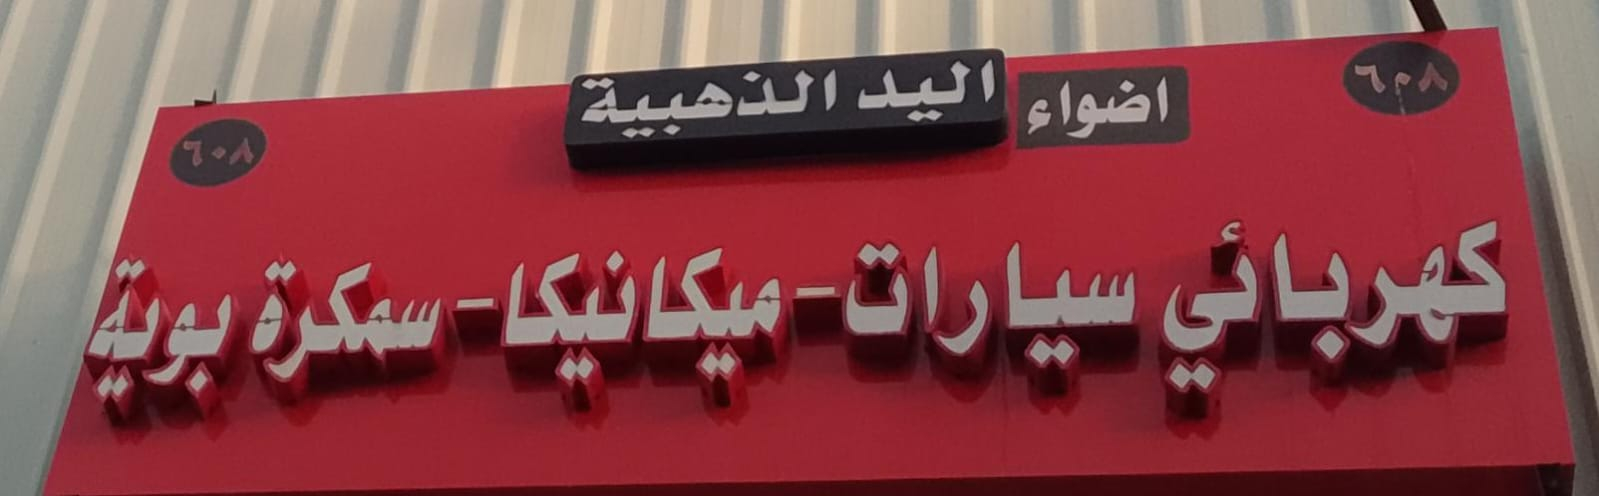 ٦٠٨
اضواء اليد الذهبية
٦٠٨
كهربائي سيارات - ميكانيكا - سمكرة بوية